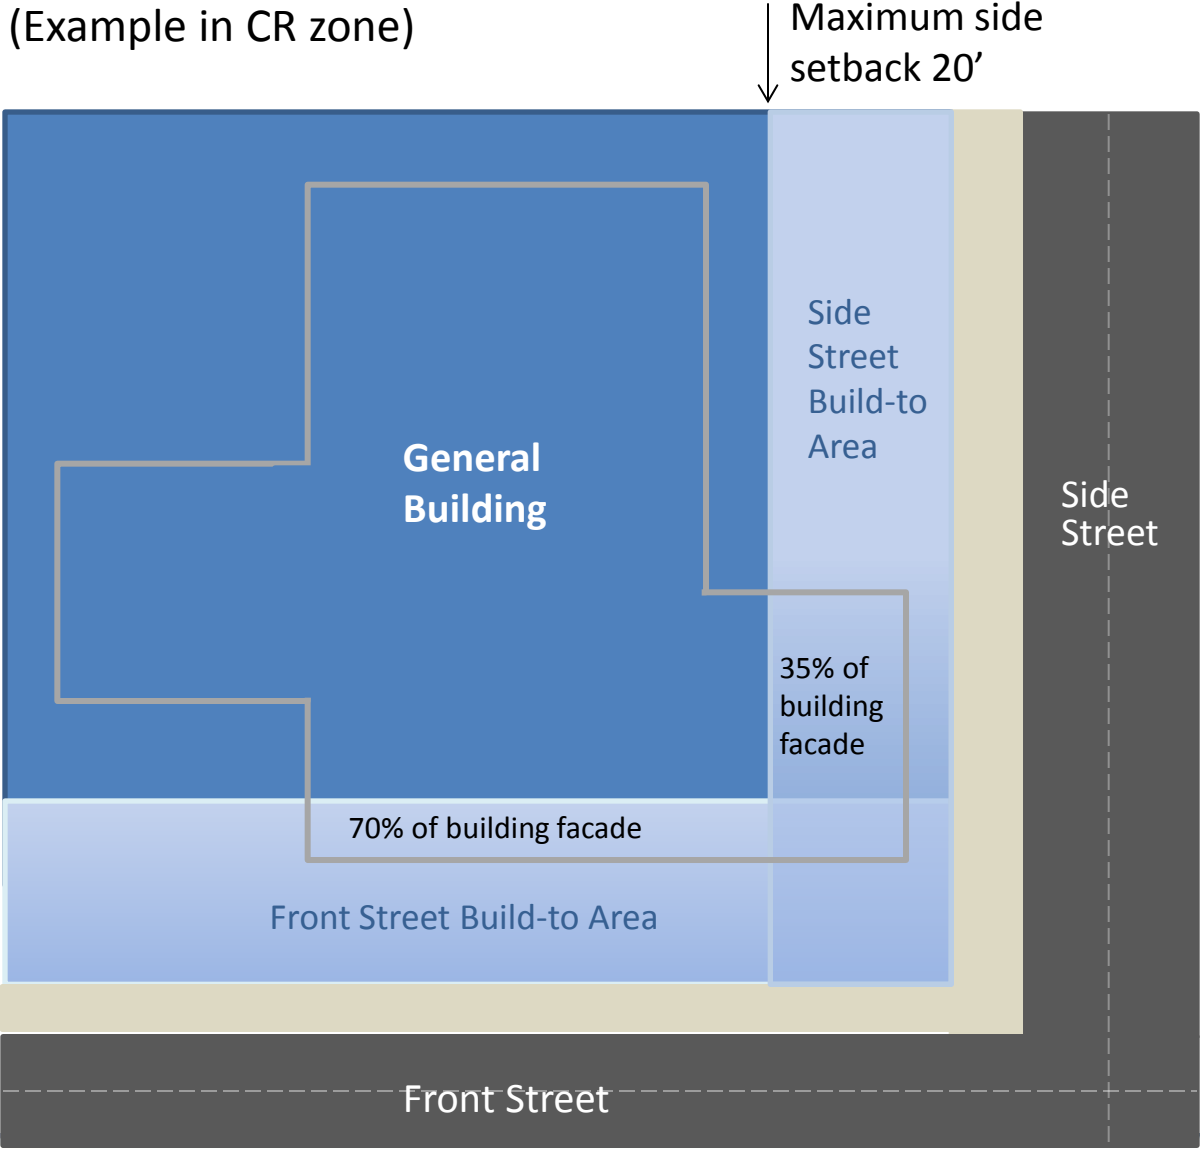 (Example in CR zone)
Maximum side
setback 20’
Side
Street
Build-to
Area
General
Building
Side
Street
35% of
building
facade
70% of building facade
Front Street Build-to Area
Front Street